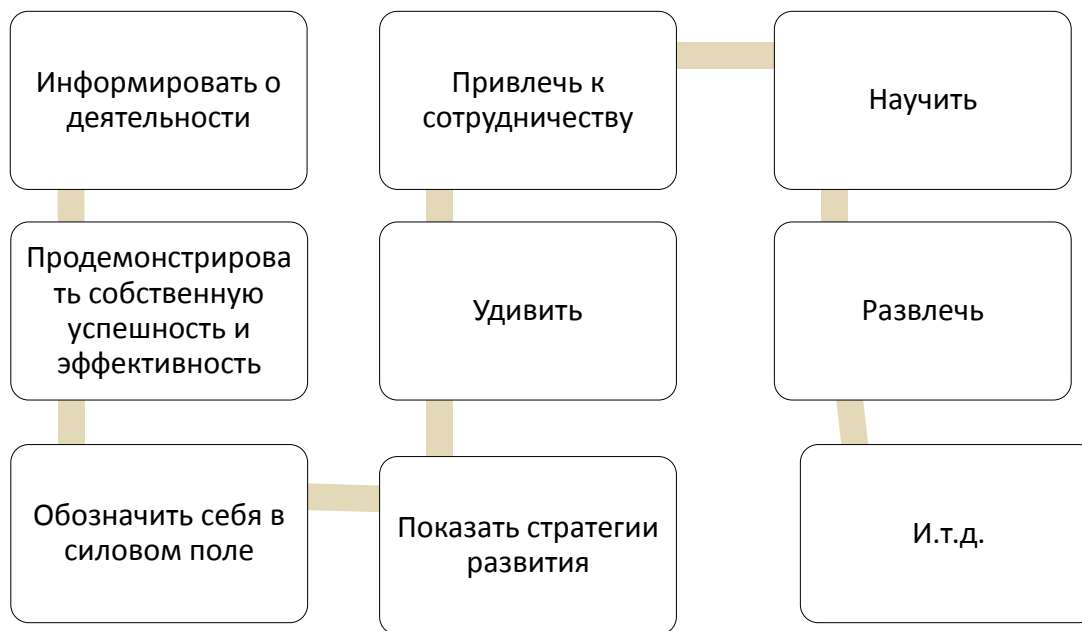 Информировать о
деятельности
Продемонстрирова
ть собственную
успешность и
эффективность
Обозначить себя в
силовом поле
Показать стратегии
развития
Удивить
Привлечь к
сотрудничеству
Научить
Развлечь
И.т.д.